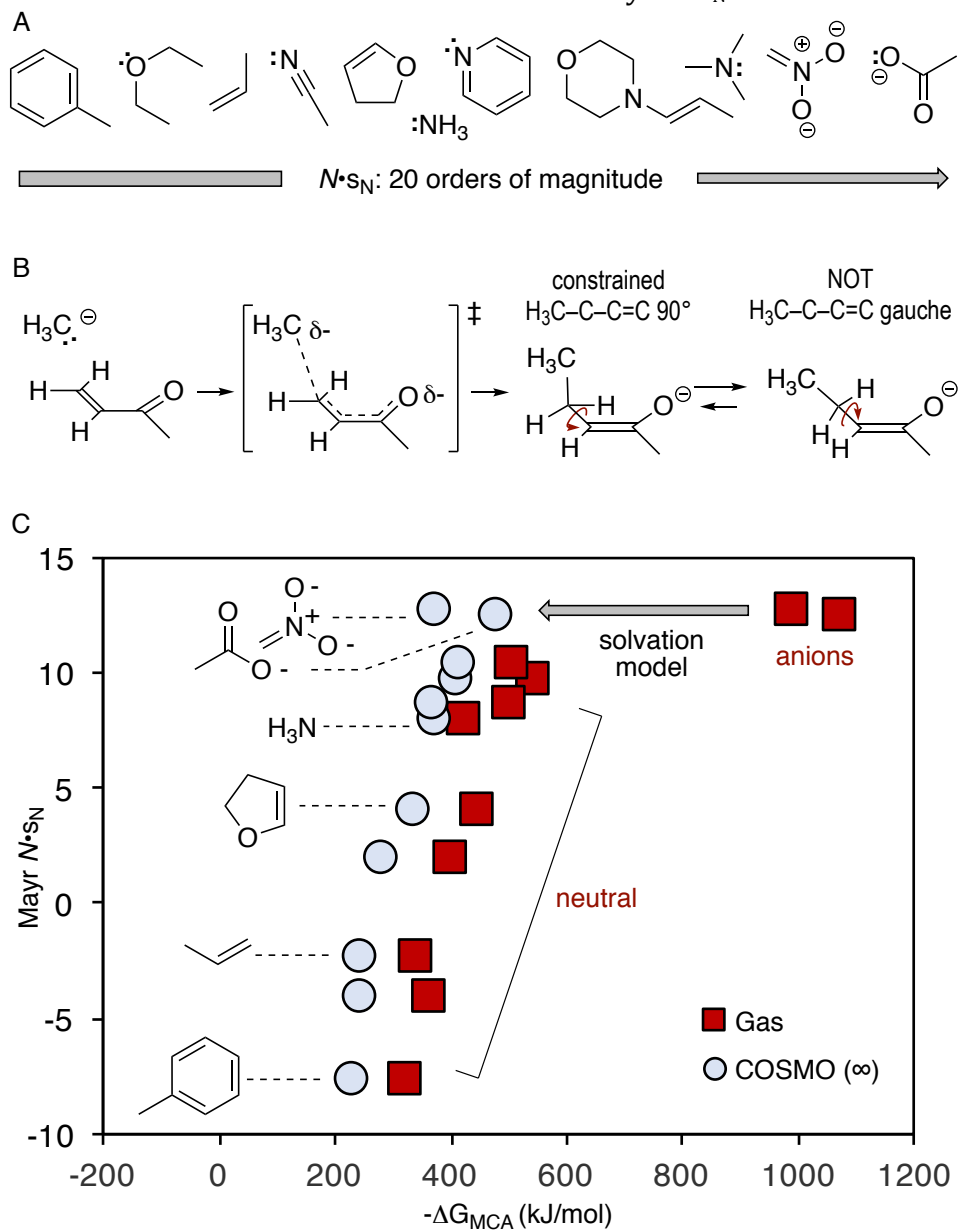 A
O
N
O
N
O
N
N
O
O
O
O
NH3
N•sN: 20 orders of magnitude
B
constrained
H3C–C–C=C 90°
NOT
H3C–C–C=C gauche
‡
H3C
H3C δ-
H3C
H3C
H H O
H H O δ-
H H O
H H O
H
H
H
H
C
15
10
5
0
-5
-10
Mayr N•sN
O -
N +
O -
O
O -
H3N
O
solvation
model
anions
neutral
Gas
COSMO (∞)
-200 0 200 400 600 800 1000 1200
-ΔGMCA (kJ/mol)